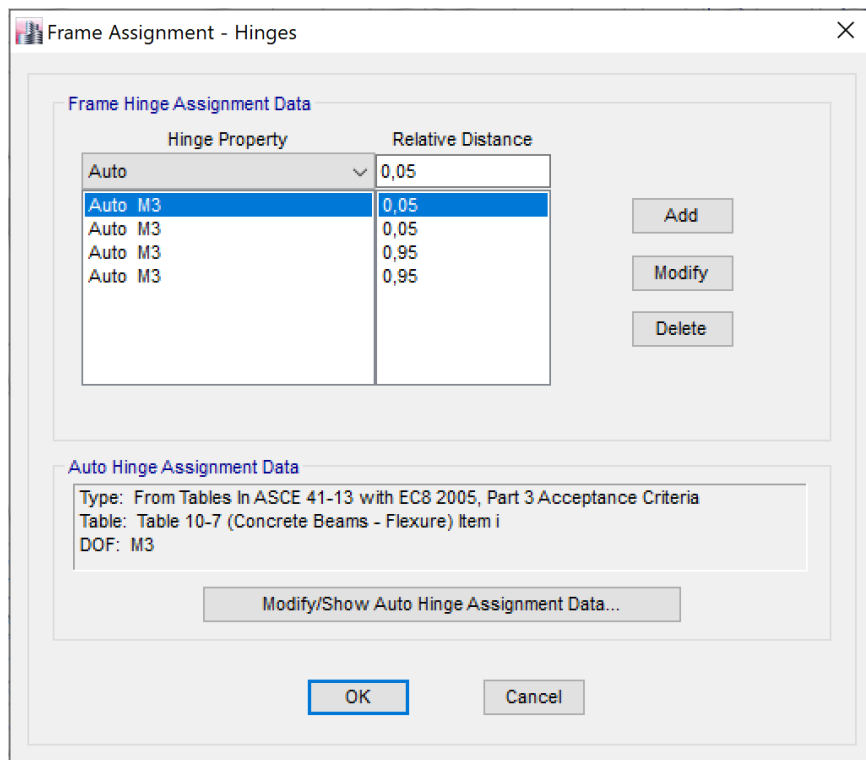 Frame Assignment - Hinges
Frame Hinge Assignment Data
Hinge Property Relative Distance
Auto 0,05
Auto M3 0,05
Auto M3 0,05
Auto M3 0,95
Auto M3 0,95
Add
Modify
Delete
Auto Hinge Assignment Data
Type: From Tables In ASCE 41-13 with EC8 2005, Part 3 Acceptance Criteria
Table: Table 10-7 (Concrete Beams - Flexure) Item i
DOF: M3
Modify/Show Auto Hinge Assignment Data...
OK Cancel